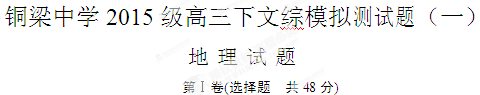 铜梁中学 2015 级高三下文综模拟测试题（一）
地 理 试 题
第Ⅰ卷(选择题 共 48 分)